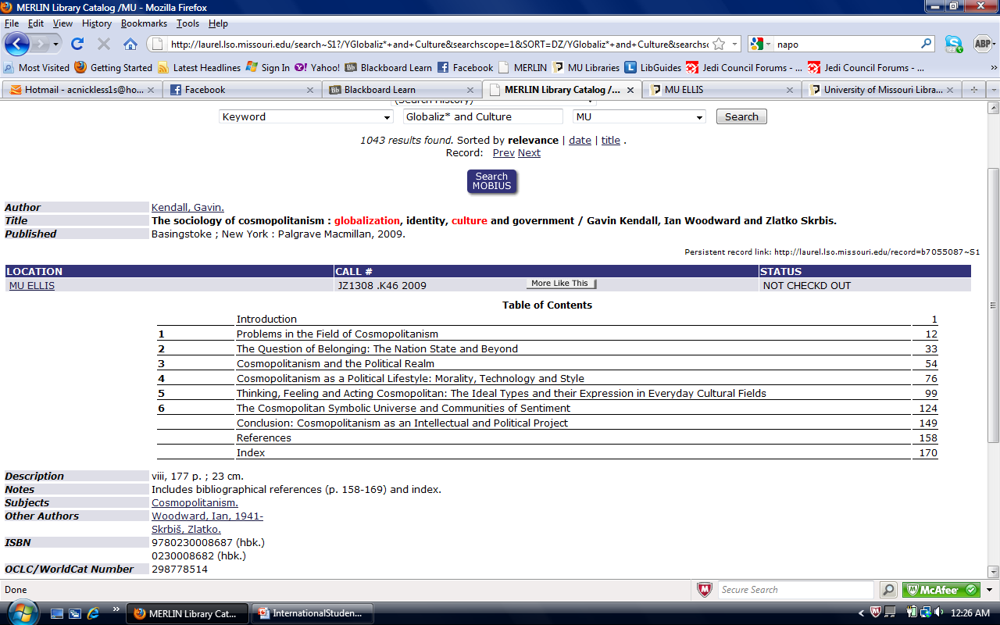 MERLIN Library Catalog /MU - Mozilla Firefox
File Edit View History Bookmarks Tools Help
http://laurel.lso.missouri.edu/search~S1?/YGlobaliz*+and+Culture&searchscope=1&SORT=DZ/YGlobaliz*+and+Culture&searchsc napo ABP
Most Visited Getting Started Latest Headlines Sign In Yahoo! Bb Blackboard Learn Facebook MERLIN MU Libraries LibGuides Jedi Council Forums - ... Jedi Council Forums - ... »
Hotmail - acnickless1s@ho... Facebook Bb Blackboard Learn MERLIN Library Catalog /... MU ELLIS University of Missouri Libra...
(Search History)
Keyword Globaliz* and Culture MU Search
1043 results found. Sorted by relevance | date | title .
Record: Prev Next
Search
MOBIUS
Author Kendall, Gavin.
Title The sociology of cosmopolitanism : globalization, identity, culture and government / Gavin Kendall, Ian Woodward and Zlatko Skrbis.
Published Basingstoke ; New York : Palgrave Macmillan, 2009.
Persistent record link: http://laurel.lso.missouri.edu/record=b7055087~S1
LOCATION CALL # STATUS
MU ELLIS JZ1308 .K46 2009 More Like This NOT CHECKD OUT
Table of Contents
Introduction 1
1 Problems in the Field of Cosmopolitanism 12
2 The Question of Belonging: The Nation State and Beyond 33
3 Cosmopolitanism and the Political Realm 54
4 Cosmopolitanism as a Political Lifestyle: Morality, Technology and Style 76
5 Thinking, Feeling and Acting Cosmopolitan: The Ideal Types and their Expression in Everyday Cultural Fields 99
6 The Cosmopolitan Symbolic Universe and Communities of Sentiment 124
Conclusion: Cosmopolitanism as an Intellectual and Political Project 149
References 158
Index 170
Description viii, 177 p. ; 23 cm.
Notes Includes bibliographical references (p. 158-169) and index.
Subjects Cosmopolitanism.
Other Authors Woodward, Ian, 1941-
Skrbiš, Zlatko.
ISBN 9780230008687 (hbk.)
0230008682 (hbk.)
OCLC/WorldCat Number 298778514
Done Secure Search McAfee
» MERLIN Library Cat... InternationalStuden... 12:26 AM